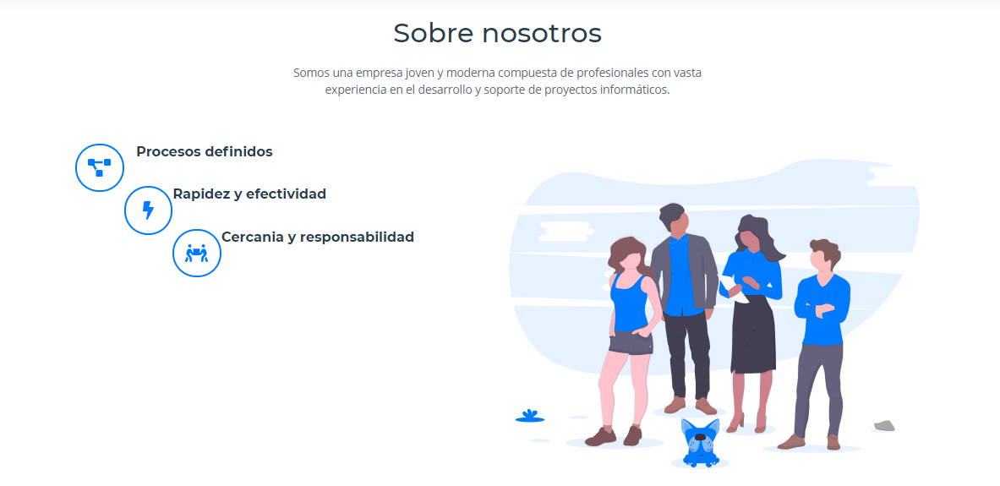 Sobre nosotros
Somos una empresa joven y moderna compuesta de profesionales con vasta
experiencia en el desarrollo y soporte de proyectos informáticos.
Procesos definidos
Rapidez y efectividad
Cercania y responsabilidad